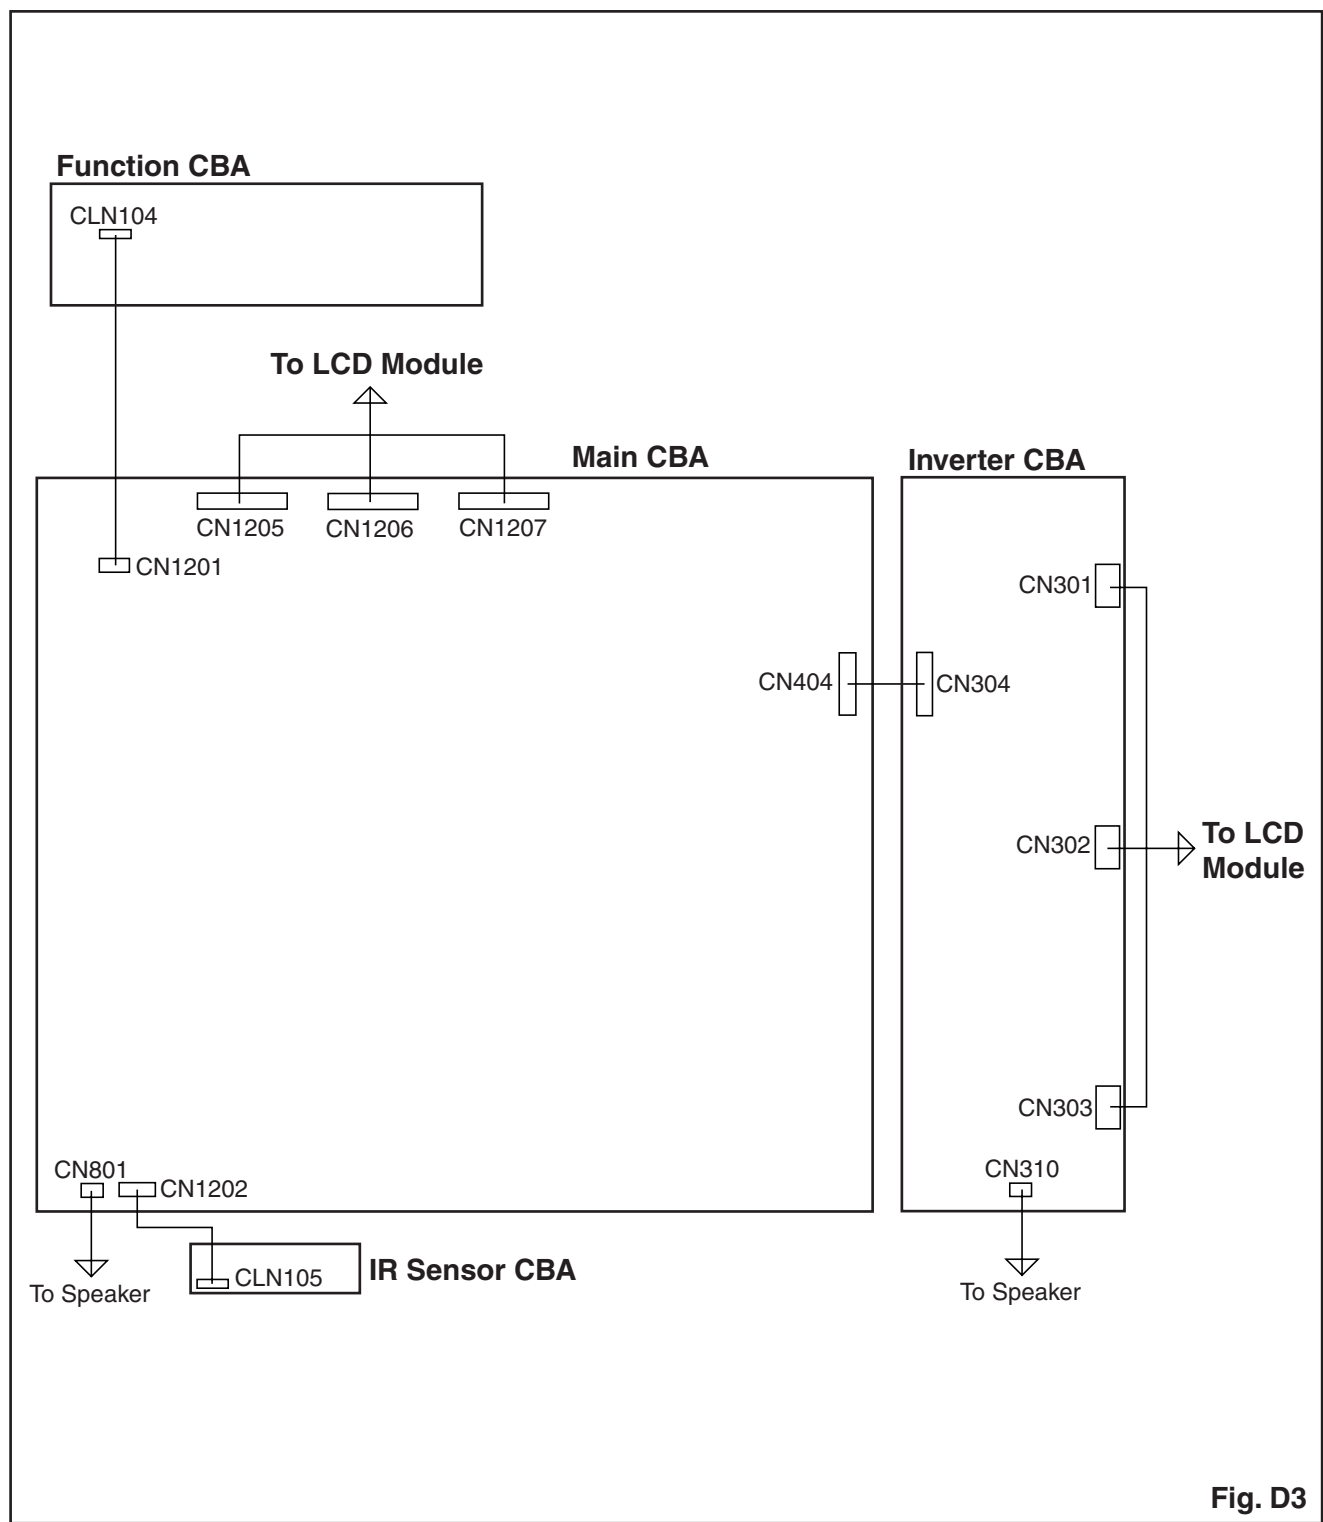 Function CBA
CLN104
To LCD Module
Main CBA
Inverter CBA
CN1205
CN1206
CN1207
CN1201
CN301
CN404
CN304
CN302
To LCD
Module
CN303
CN801
CN1202
CN310
CLN105
IR Sensor CBA
To Speaker
To Speaker
Fig. D3